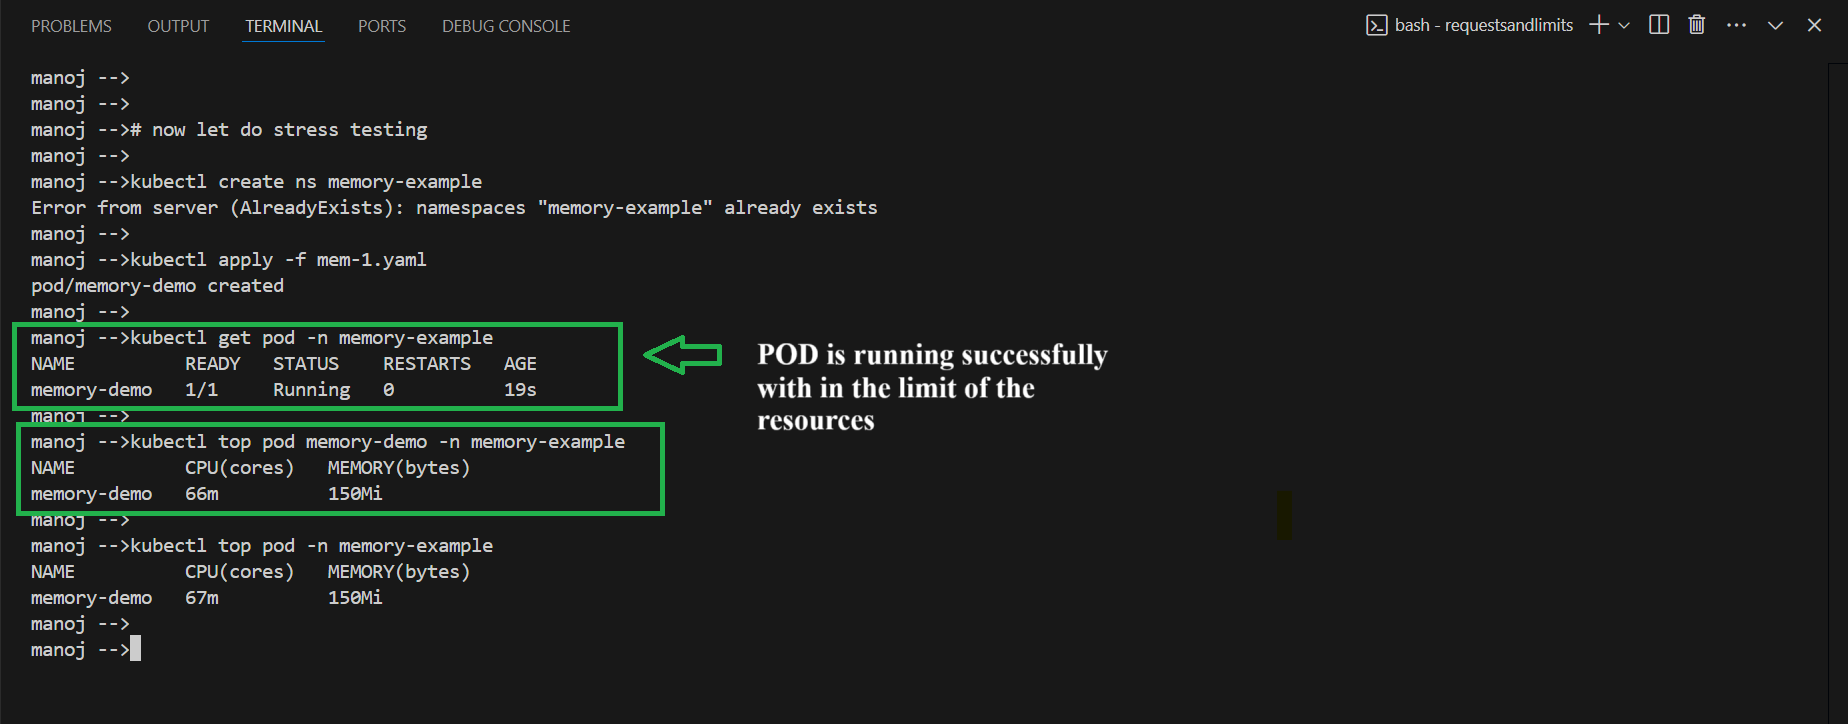 PROBLEMS OUTPUT TERMINAL PORTS DEBUG CONSOLE bash - requestsandlimits
manoj -->
manoj -->
manoj --># now let do stress testing
manoj -->
manoj -->kubectl create ns memory-example
Error from server (AlreadyExists): namespaces "memory-example" already exists
manoj -->
manoj -->kubectl apply -f mem-1.yaml
pod/memory-demo created
manoj -->
manoj -->kubectl get pod -n memory-example
NAME READY STATUS RESTARTS AGE
memory-demo 1/1 Running 0 19s
manoj -->
manoj -->kubectl top pod memory-demo -n memory-example
NAME CPU(cores) MEMORY(bytes)
memory-demo 66m 150Mi
manoj -->
manoj -->kubectl top pod -n memory-example
NAME CPU(cores) MEMORY(bytes)
memory-demo 67m 150Mi
manoj -->
manoj -->
POD is running successfully
with in the limit of the
resources